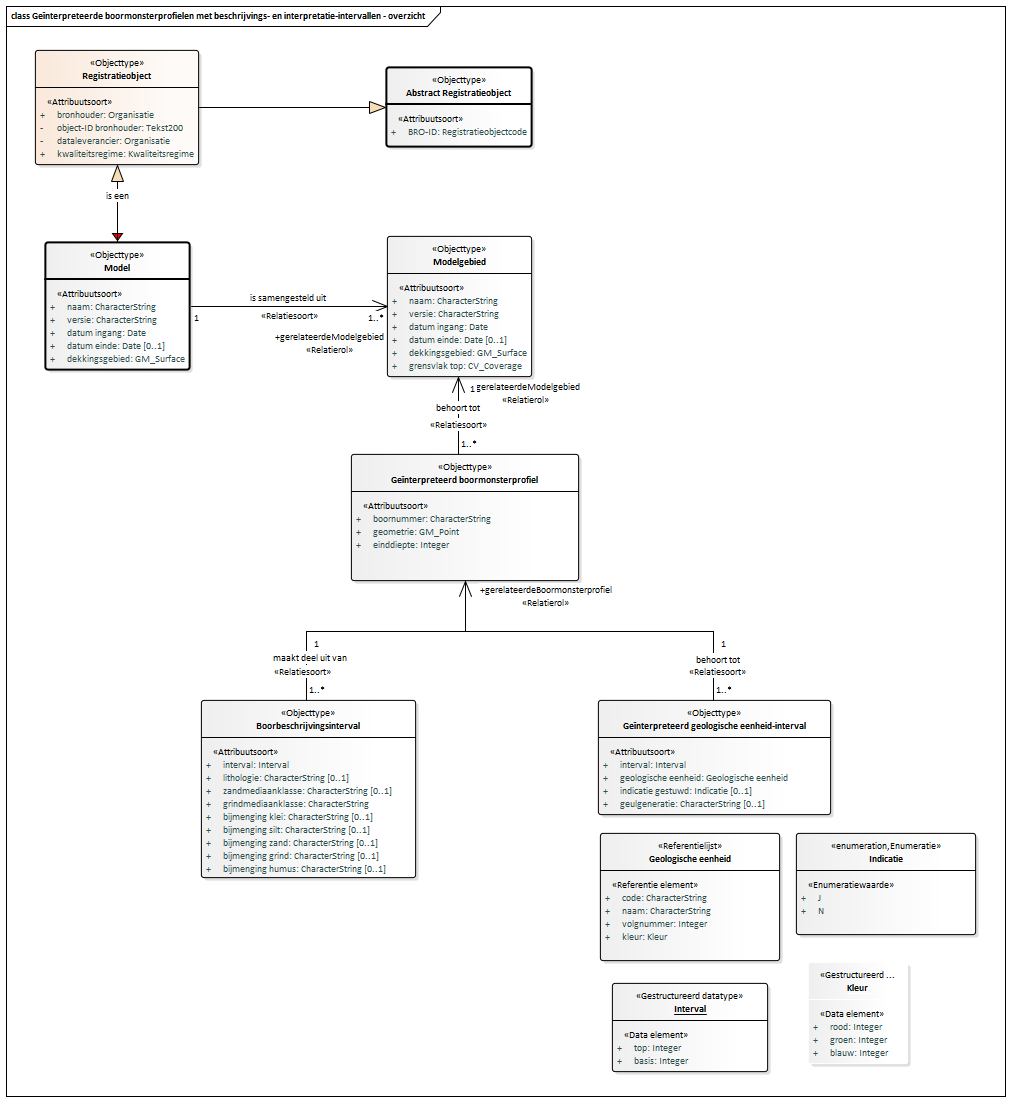 class Geïnterpreteerde boormonsterprofielen met beschrijvings- en interpretatie-intervallen - overzicht
«Objecttype»
Registratieobject
«Attribuutsoort»
+ bronhouder: Organisatie
- object-ID bronhouder: Tekst200
- dataleverancier: Organisatie
+ kwaliteitsregime: Kwaliteitsregime
«Objecttype»
Abstract Registratieobject
«Attribuutsoort»
+ BRO-ID: Registratieobjectcode
is een
«Objecttype»
Model
«Attribuutsoort»
+ naam: CharacterString
+ versie: CharacterString
+ datum ingang: Date
+ datum einde: Date [0..1]
+ dekkingsgebied: GM_Surface
is samengesteld uit
«Relatiesoort»
1
1..*
+gerelateerdeModelgebied
«Relatierol»
«Objecttype»
Modelgebied
«Attribuutsoort»
+ naam: CharacterString
+ versie: CharacterString
+ datum ingang: Date
+ datum einde: Date [0..1]
+ dekkingsgebied: GM_Surface
+ grensvlak top: CV_Coverage
1 gerelateerdeModelgebied
«Relatierol»
behoort tot
«Relatiesoort»
1..*
«Objecttype»
Geïnterpreteerd boormonsterprofiel
«Attribuutsoort»
+ boornummer: CharacterString
+ geometrie: GM_Point
+ einddiepte: Integer
+gerelateerdeBoormonsterprofiel
«Relatierol»
1
maakt deel uit van
«Relatiesoort»
1..*
1
behoort tot
«Relatiesoort»
1..*
«Objecttype»
Boorbeschrijvingsinterval
«Attribuutsoort»
+ interval: Interval
+ lithologie: CharacterString [0..1]
+ zandmediaanklasse: CharacterString [0..1]
+ grindmediaanklasse: CharacterString
+ bijmenging klei: CharacterString [0..1]
+ bijmenging silt: CharacterString [0..1]
+ bijmenging zand: CharacterString [0..1]
+ bijmenging grind: CharacterString [0..1]
+ bijmenging humus: CharacterString [0..1]
«Objecttype»
Geïnterpreteerd geologische eenheid-interval
«Attribuutsoort»
+ interval: Interval
+ geologische eenheid: Geologische eenheid
+ indicatie gestuwd: Indicatie [0..1]
+ geulgeneratie: CharacterString [0..1]
«Referentielijst»
Geologische eenheid
«Referentie element»
+ code: CharacterString
+ naam: CharacterString
+ volgnummer: Integer
+ kleur: Kleur
«enumeration,Enumeratie»
Indicatie
«Enumeratiewaarde»
+ J
+ N
«Gestructureerd datatype»
Interval
«Data element»
+ top: Integer
+ basis: Integer
«Gestructureerd ...
Kleur
«Data element»
+ rood: Integer
+ groen: Integer
+ blauw: Integer